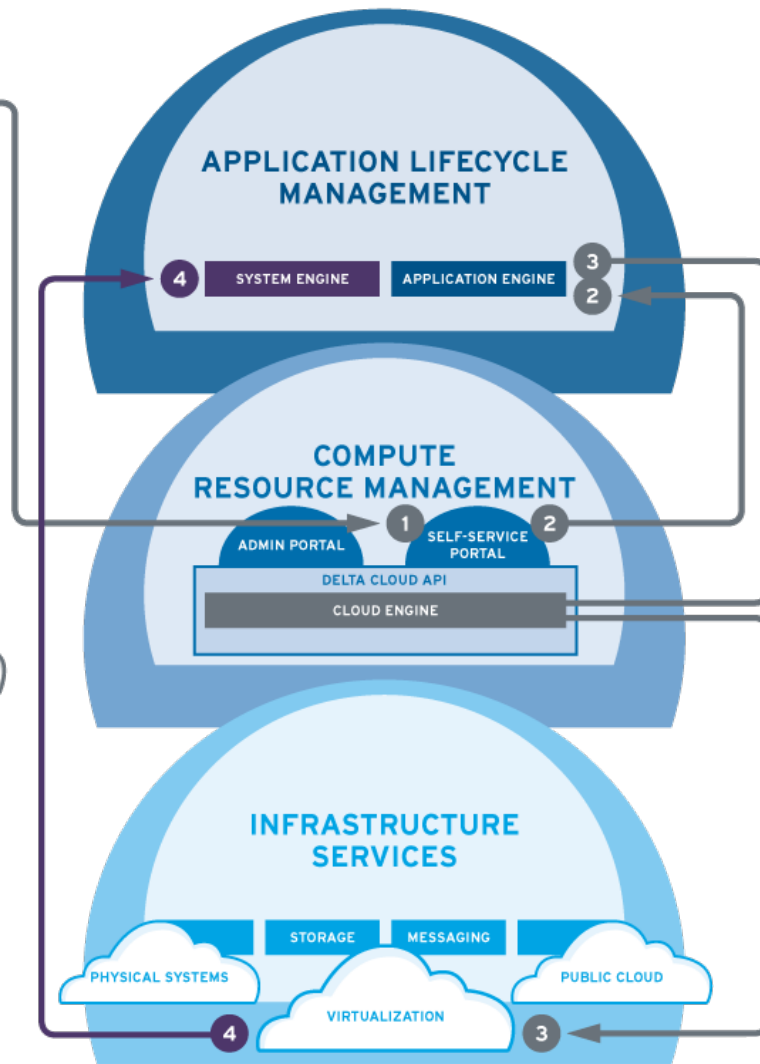 APPLICATION LIFECYCLE
MANAGEMENT
3
4
SYSTEM ENGINE
APPLICATION ENGINE
2
COMPUTE
RESOURCE MANAGEMENT
1
2
ADMIN PORTAL
SELF-SERVICE
PORTAL
DELTA CLOUD API
CLOUD ENGINE
INFRASTRUCTURE
SERVICES
STORAGE
MESSAGING
PHYSICAL SYSTEMS
PUBLIC CLOUD
VIRTUALIZATION
4
3